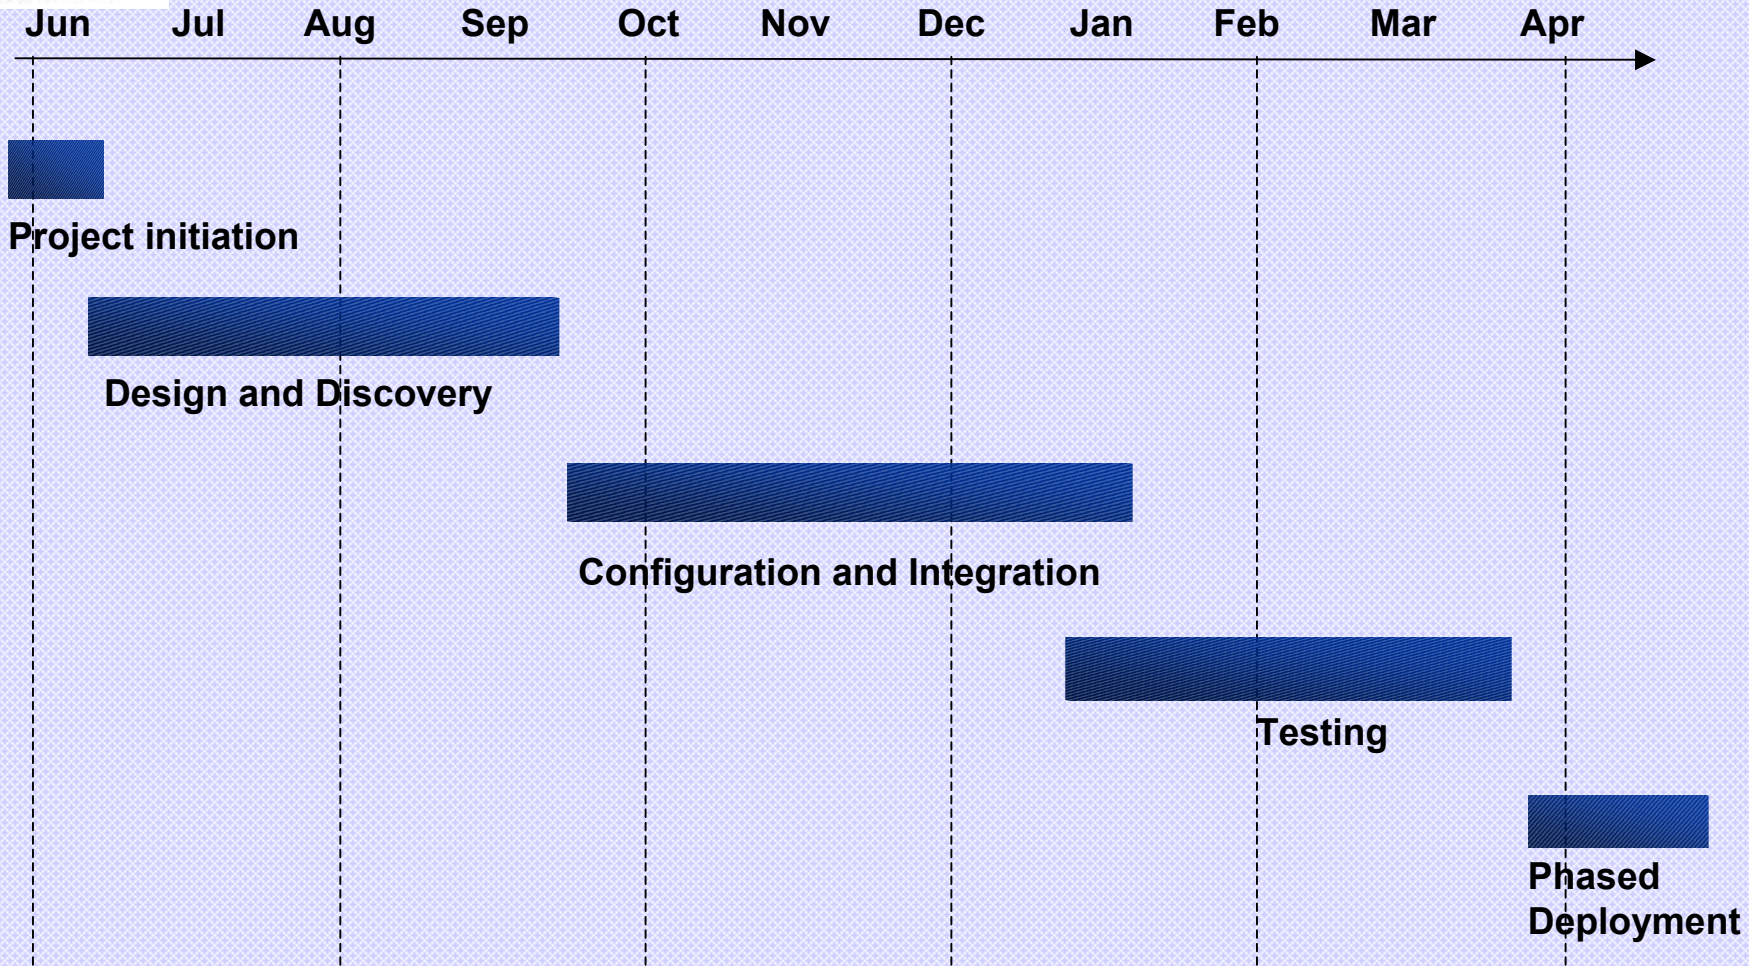 Jun Jul Aug Sep Oct Nov Dec Jan Feb Mar Apr
Project initiation
Design and Discovery
Configuration and Integration
Testing
Phased
Deployment